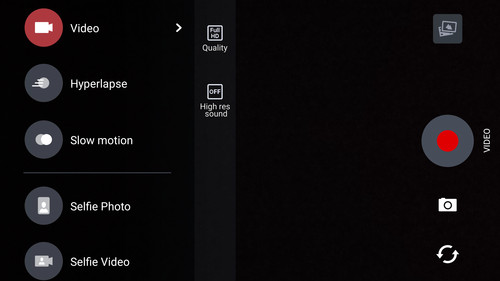 Video
Hyperlapse
Slow motion
Selfie Photo
Selfie Video
Full
HD
Quality
OFF
High res
sound
VIDEO